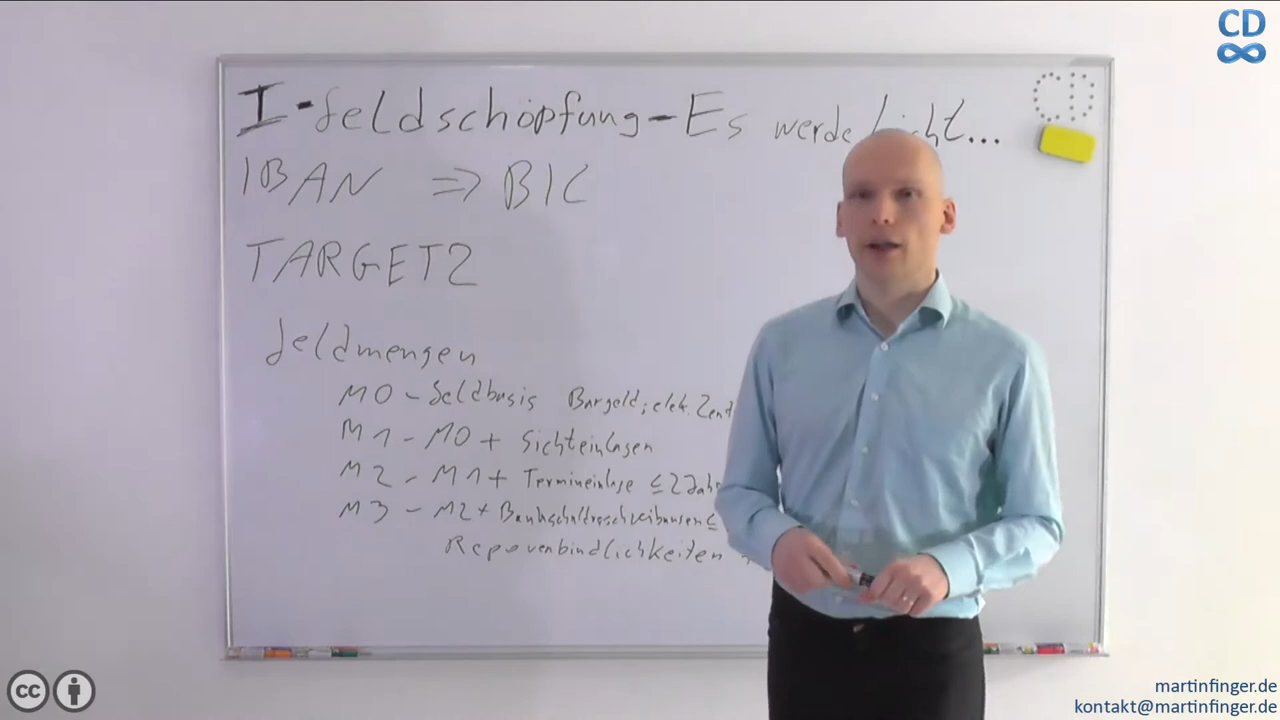 CD
I - Geldschöpfung - Es werde Licht...
IBAN ⇒ BIC
TARGET2
Geldmengen
M0 - Geldbasis Bargeld; elek. Zent
M1 - M0 + Sichteinlagen
M2 - M1 + Termineinlage ≤ 2 Jahr
M3 - M2 + Bankschuldverschreibungen ≤
Repoverbindlichkeiten
cc
martinfinger.de
kontakt@martinfinger.de